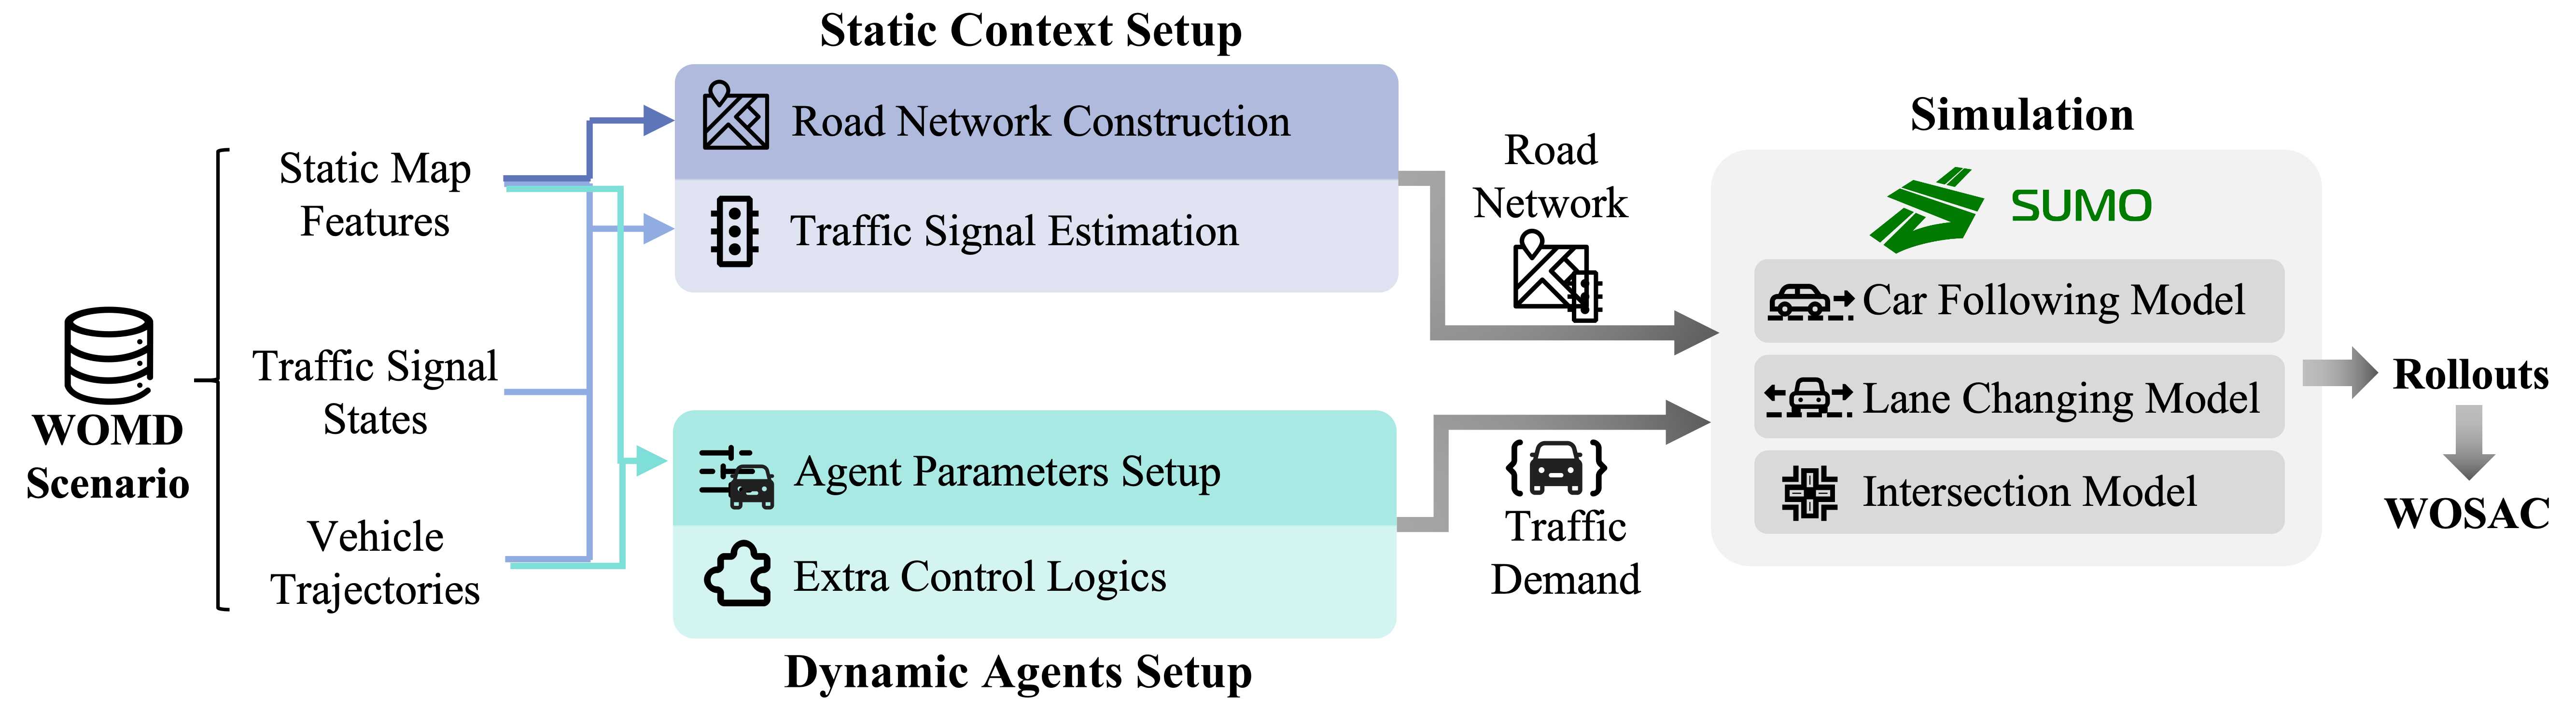 Static Context Setup
Road Network Construction
Traffic Signal Estimation
Static Map
Features
Traffic Signal
States
WOMD
Scenario
Vehicle
Trajectories
Agent Parameters Setup
Extra Control Logics
Dynamic Agents Setup
Road
Network
Traffic
Demand
Simulation
SUMO
Car Following Model
Lane Changing Model
Intersection Model
Rollouts
WOSAC